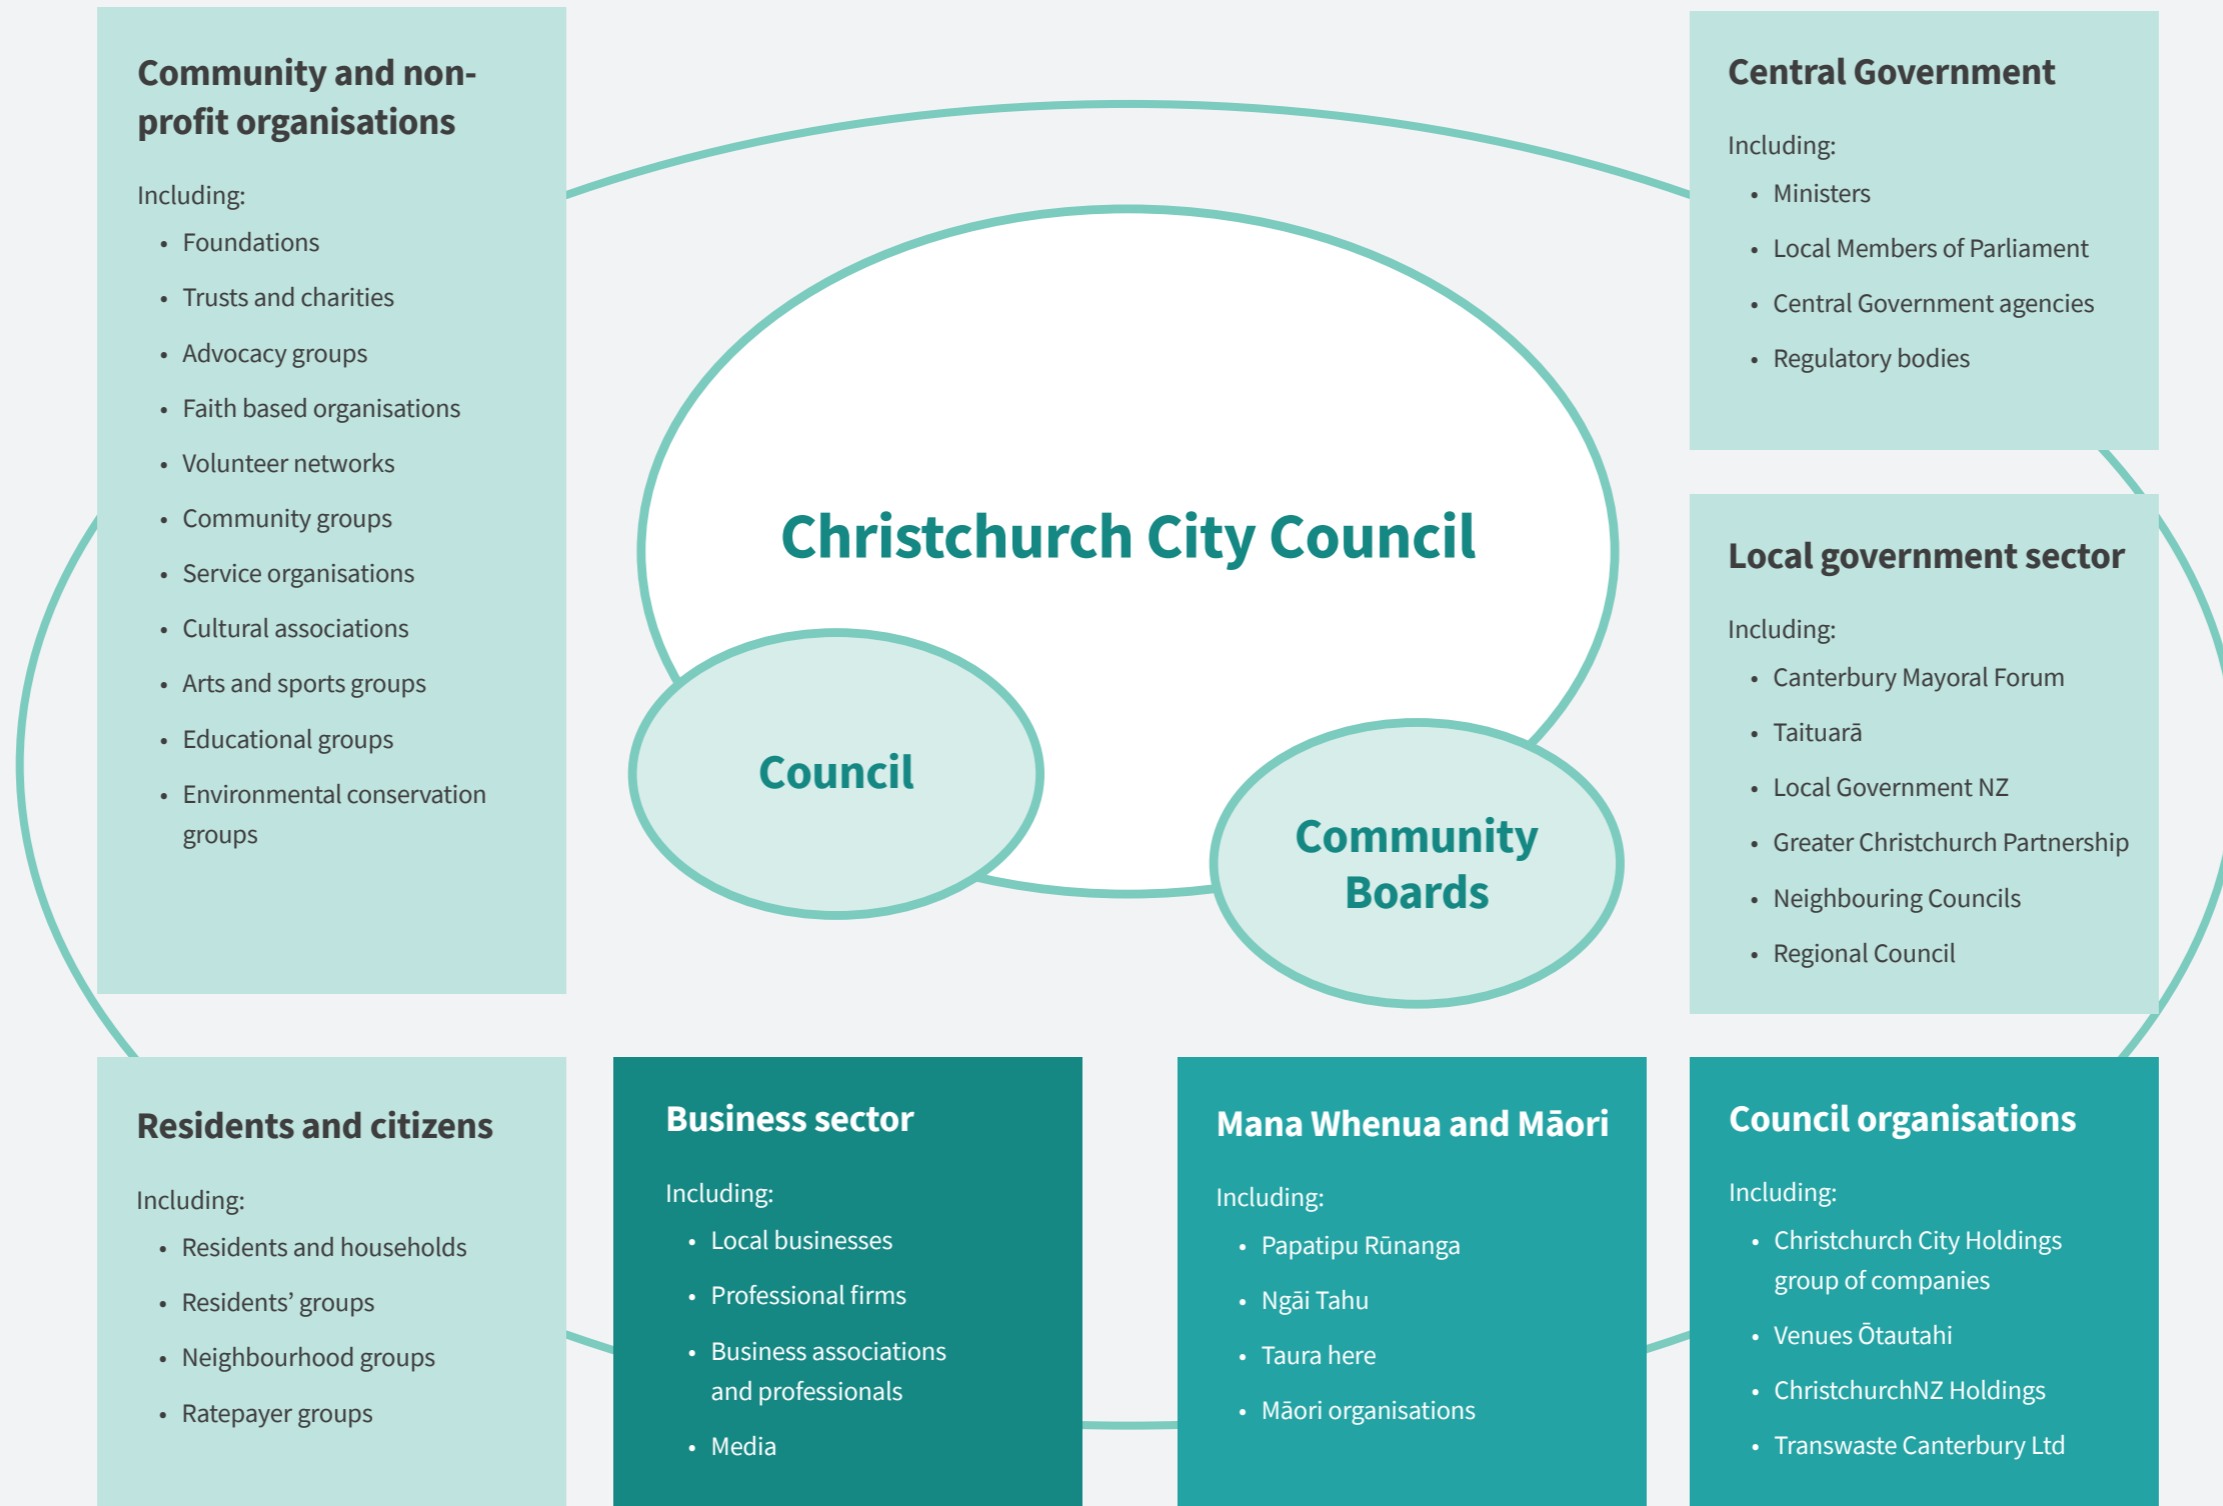 Community and non-
profit organisations
Including:
• Foundations
• Trusts and charities
• Advocacy groups
• Faith based organisations
• Volunteer networks
• Community groups
• Service organisations
• Cultural associations
• Arts and sports groups
• Educational groups
• Environmental conservation
groups
Christchurch City Council
Council
Community
Boards
Central Government
Including:
• Ministers
• Local Members of Parliament
• Central Government agencies
• Regulatory bodies
Local government sector
Including:
• Canterbury Mayoral Forum
• Taituarā
• Local Government NZ
• Greater Christchurch Partnership
• Neighbouring Councils
• Regional Council
Residents and citizens
Including:
• Residents and households
• Residents’ groups
• Neighbourhood groups
• Ratepayer groups
Business sector
Including:
• Local businesses
• Professional firms
• Business associations
and professionals
• Media
Mana Whenua and Māori
Including:
• Papatipu Rūnanga
• Ngāi Tahu
• Taura here
• Māori organisations
Council organisations
Including:
• Christchurch City Holdings
group of companies
• Venues Ōtautahi
• ChristchurchNZ Holdings
• Transwaste Canterbury Ltd